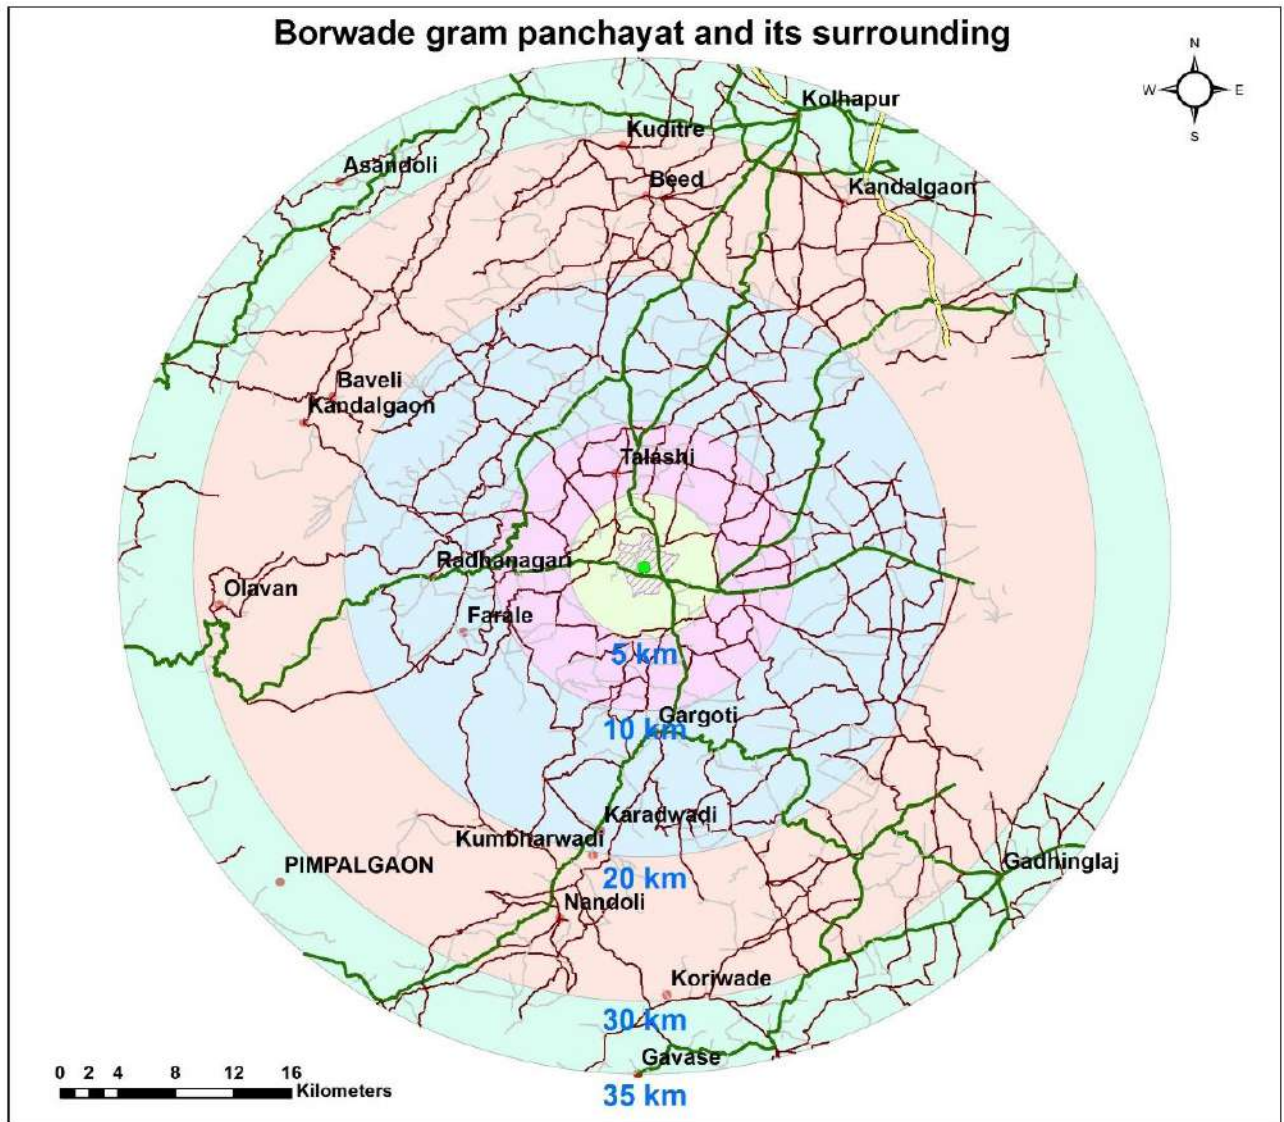 Borwade gram panchayat and its surrounding
N
W E
S
Kolhapur
Kuditre
Asandoli
Beed
Kandalgaon
Baveli
Kandalgaon
Talashi
Radhanagari
Olavan
Farale
5 km
Gargoti
10 km
Karadwadi
Kumbharwadi
PIMPALGAON
Gadhinglaj
20 km
Nandoli
Koriwade
30 km
Gavase
0 2 4 8 12 16
Kilometers
35 km